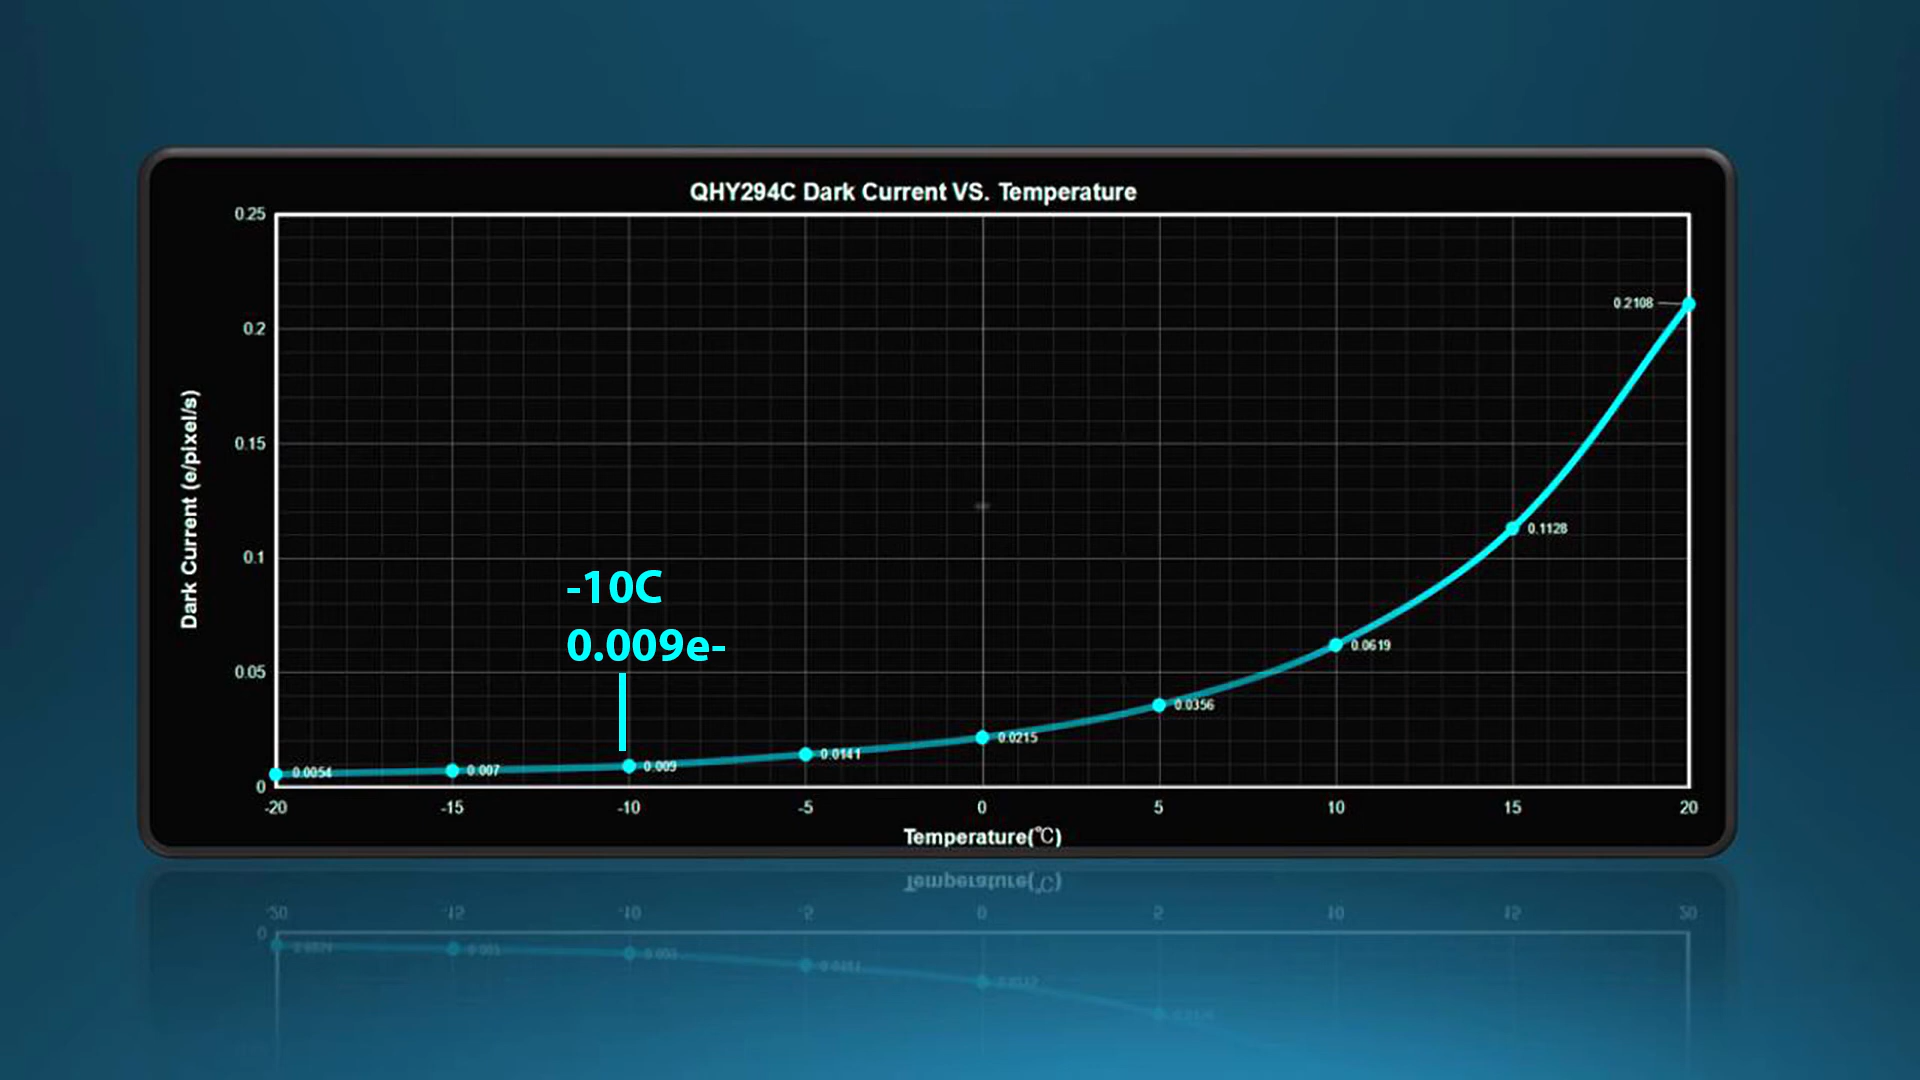 QHY294C Dark Current VS. Temperature
0.25
0.2
0.15
0.1
0.05
0
Dark Current (e/pixel/s)
-10C
0.009e-
0.0054
0.007
0.009
0.0141
0.0215
0.0356
0.0619
0.1128
0.2108
-20 -15 -10 -5 0 5 10 15 20
Temperature(℃)